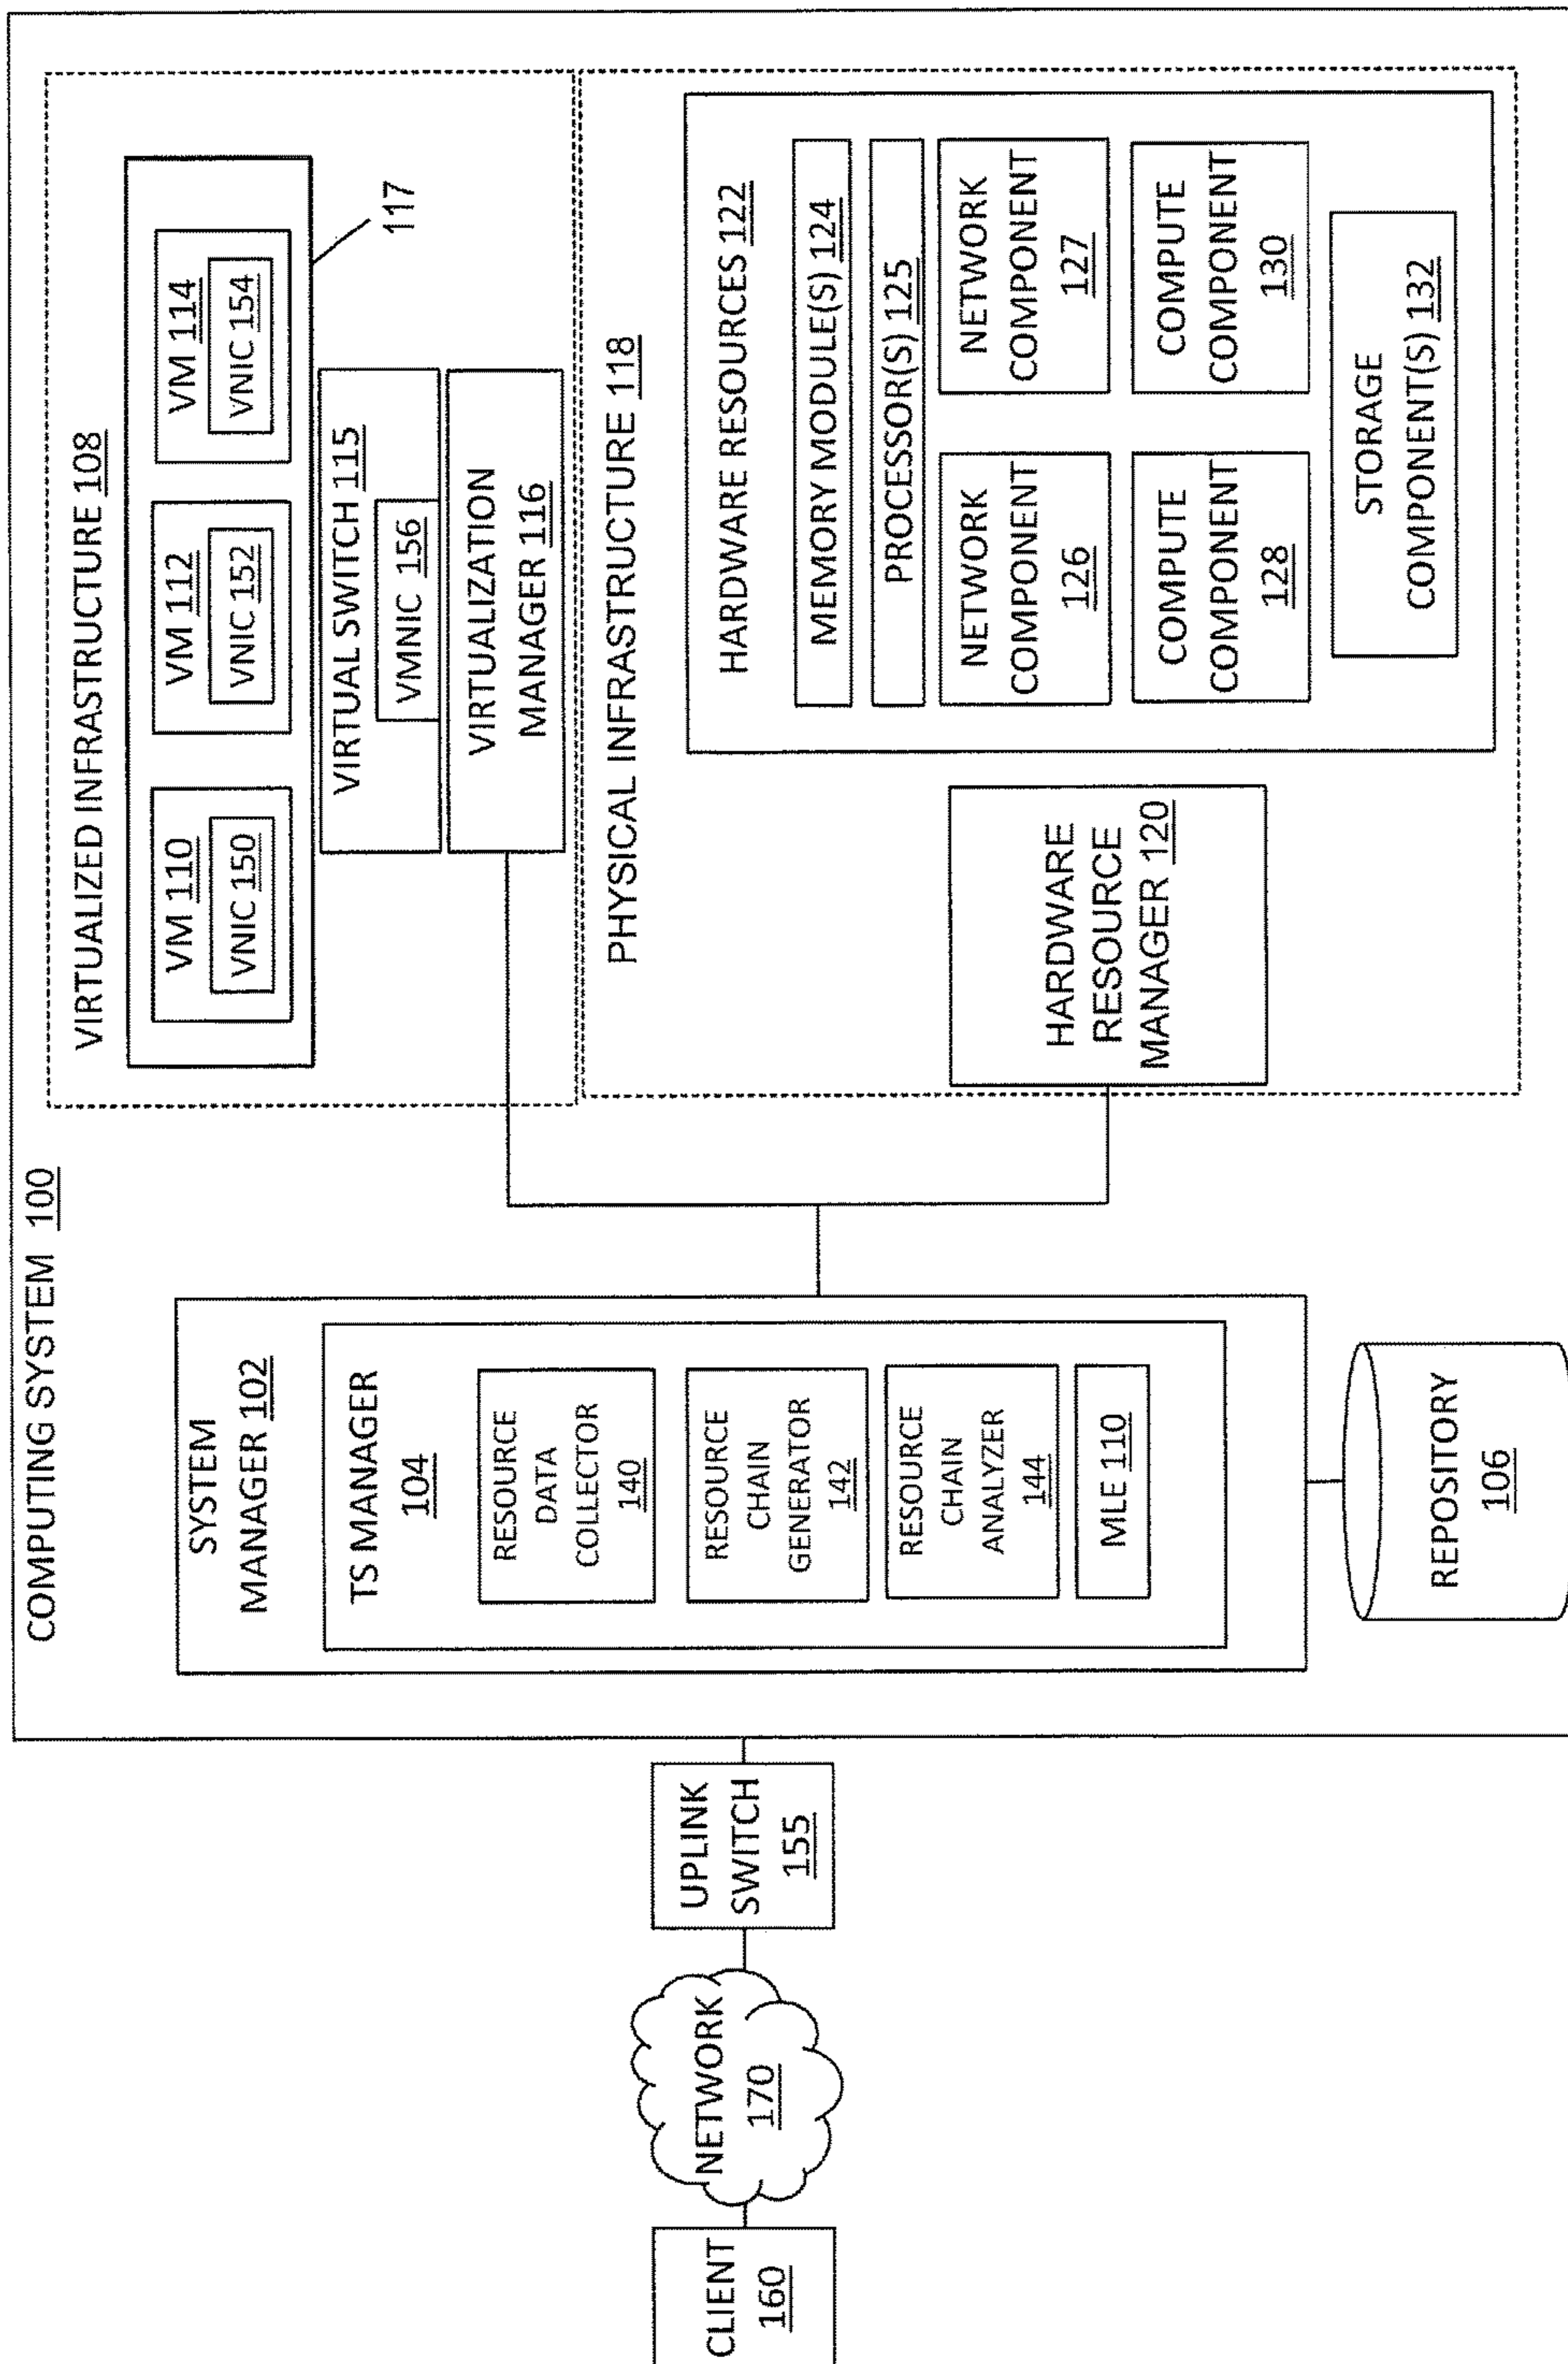 COMPUTING SYSTEM 100
SYSTEM
MANAGER 102
TS MANAGER
104
RESOURCE
DATA
COLLECTOR
140
RESOURCE
CHAIN
GENERATOR
142
RESOURCE
CHAIN
ANALYZER
144
MLE 110
REPOSITORY
106
CLIENT
160
NETWORK
170
UPLINK
SWITCH
155
VIRTUALIZED INFRASTRUCTURE 108
VM 110
VNIC 150
VM 112
VNIC 152
VM 114
VNIC 154
117
VIRTUAL SWITCH 115
VMNIC 156
VIRTUALIZATION
MANAGER 116
PHYSICAL INFRASTRUCTURE 118
HARDWARE
RESOURCE
MANAGER 120
HARDWARE RESOURCES 122
MEMORY MODULE(S) 124
PROCESSOR(S) 125
NETWORK
COMPONENT
126
NETWORK
COMPONENT
127
COMPUTE
COMPONENT
128
COMPUTE
COMPONENT
130
STORAGE
COMPONENT(S) 132